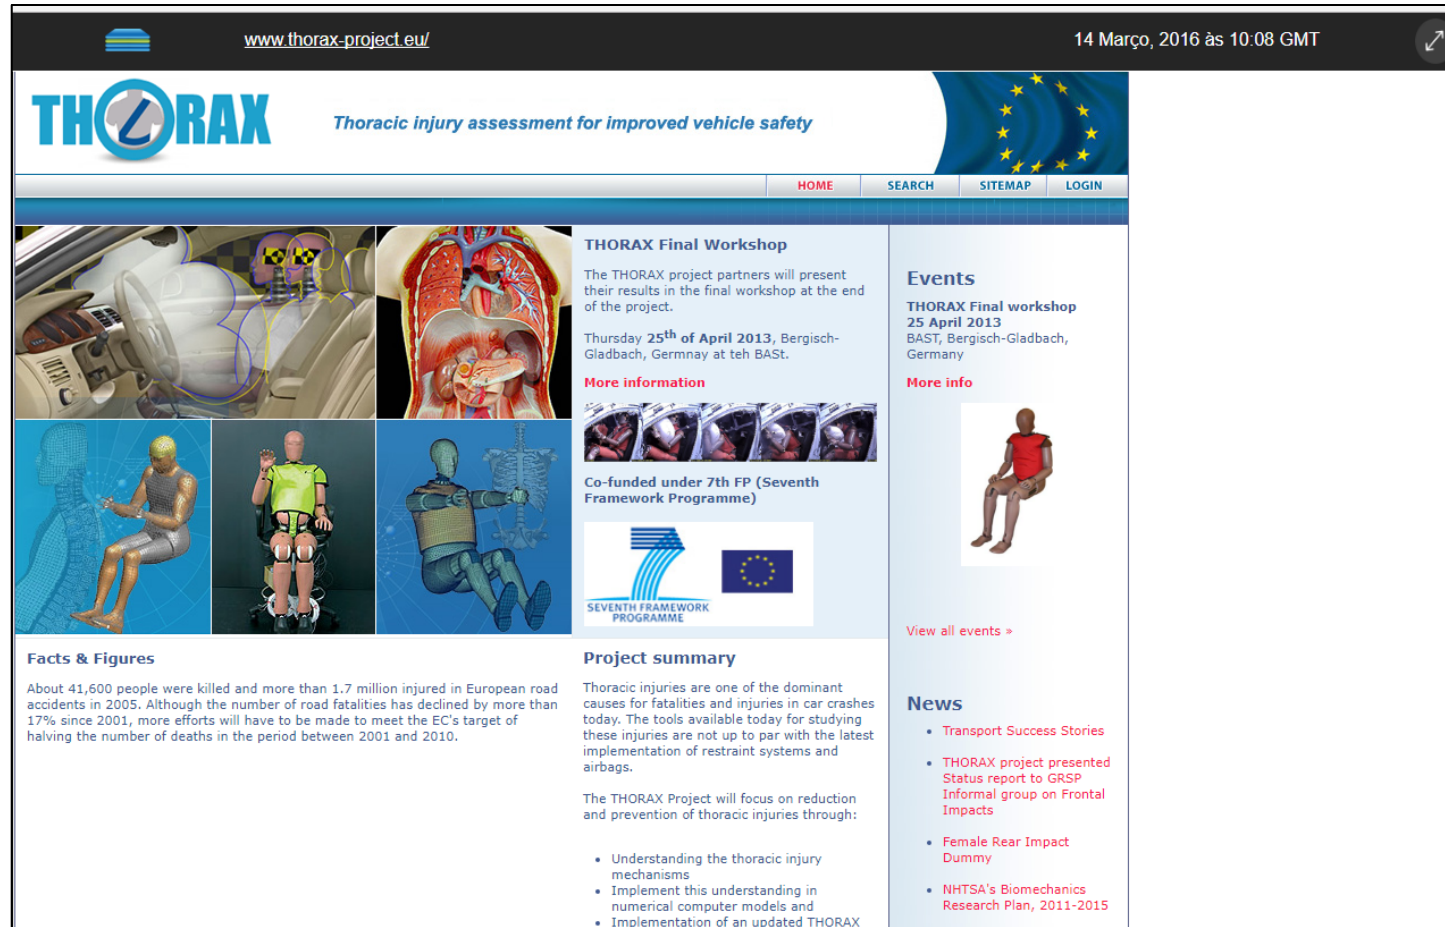 www.thorax-project.eu/
14 Março, 2016 às 10:08 GMT
THORAX
Thoracic injury assessment for improved vehicle safety
HOME
SEARCH
SITEMAP
LOGIN
THORAX Final Workshop
The THORAX project partners will present
their results in the final workshop at the end
of the project.
Thursday 25th of April 2013, Bergisch-
Gladbach, Germnay at teh BASt.
More information
Co-funded under 7th FP (Seventh
Framework Programme)
SEVENTH FRAMEWORK
PROGRAMME
Events
THORAX Final workshop
25 April 2013
BAST, Bergisch-Gladbach,
Germany
More info
View all events »
Facts & Figures
About 41,600 people were killed and more than 1.7 million injured in European road
accidents in 2005. Although the number of road fatalities has declined by more than
17% since 2001, more efforts will have to be made to meet the EC's target of
halving the number of deaths in the period between 2001 and 2010.
Project summary
Thoracic injuries are one of the dominant
causes for fatalities and injuries in car crashes
today. The tools available today for studying
these injuries are not up to par with the latest
implementation of restraint systems and
airbags.
The THORAX Project will focus on reduction
and prevention of thoracic injuries through:
• Understanding the thoracic injury
mechanisms
• Implement this understanding in
numerical computer models and
• Implementation of an updated THORAX
News
• Transport Success Stories
• THORAX project presented
Status report to GRSP
Informal group on Frontal
Impacts
• Female Rear Impact
Dummy
• NHTSA's Biomechanics
Research Plan, 2011-2015